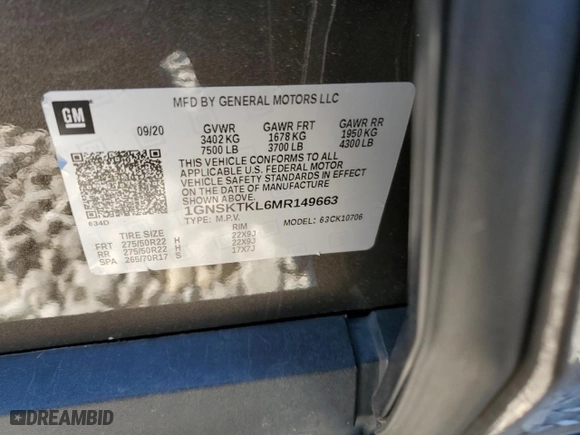 GM
MFD BY GENERAL MOTORS LLC
09/20 GVWR GAWR FRT GAWR RR
3402 KG 1678 KG 1950 KG
7500 LB 3700 LB 4300 LB
THIS VEHICLE CONFORMS TO ALL
APPLICABLE U.S. FEDERAL MOTOR
VEHICLE SAFETY STANDARDS IN EFFECT
ON THE DATE OF MANUFACTURE
SHOWN ABOVE.
1GNSKTKL6MR149663
TYPE: M.P.V. MODEL: 63CK10706
634D
TIRE SIZE RIM
FRT 275/50R22 H 22X9J
RR 275/50R22 H 22X9J
SPA 265/70R17 S 17X7J
DREAMBID